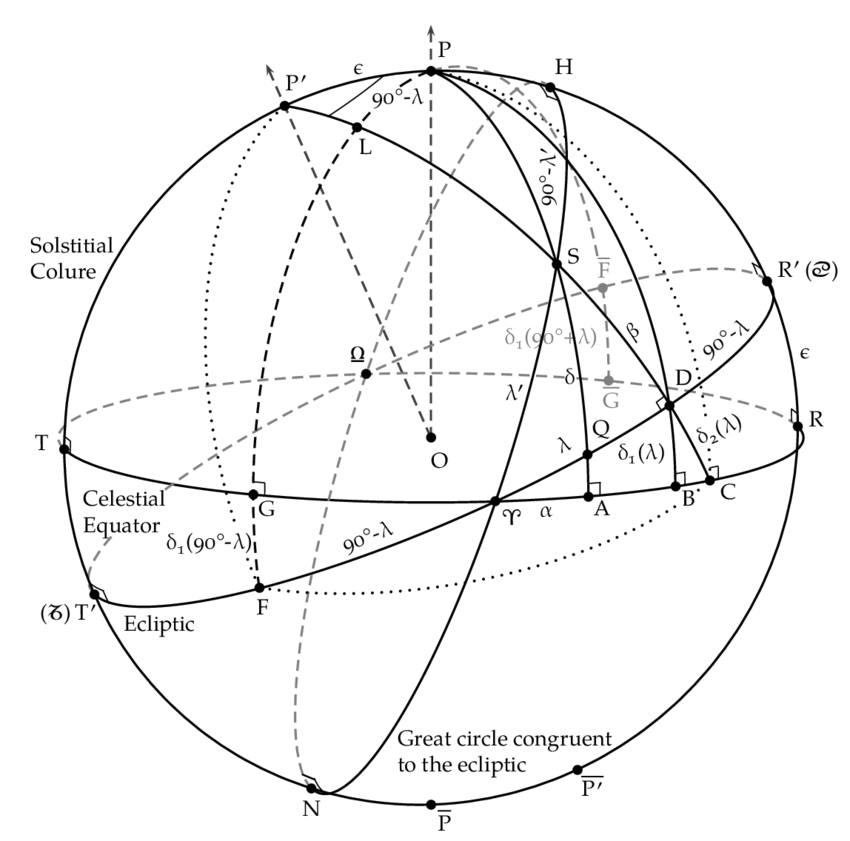 P
H
ϵ
P′
90°-λ
L
90°-λ′
Solstitial
Colure
S
F̅
R′ (♋)
δ₁(90°+λ)
β
90°-λ
ϵ
☊
δ
G̅
D
λ′
R
T
O
λ
Q
δ₁(λ)
δ₂(λ)
Celestial
Equator
G
♈
α
A
B
C
δ₁(90°-λ)
90°-λ
F
(♑) T′
Ecliptic
Great circle congruent
to the ecliptic
P̅′̅
N
P̅